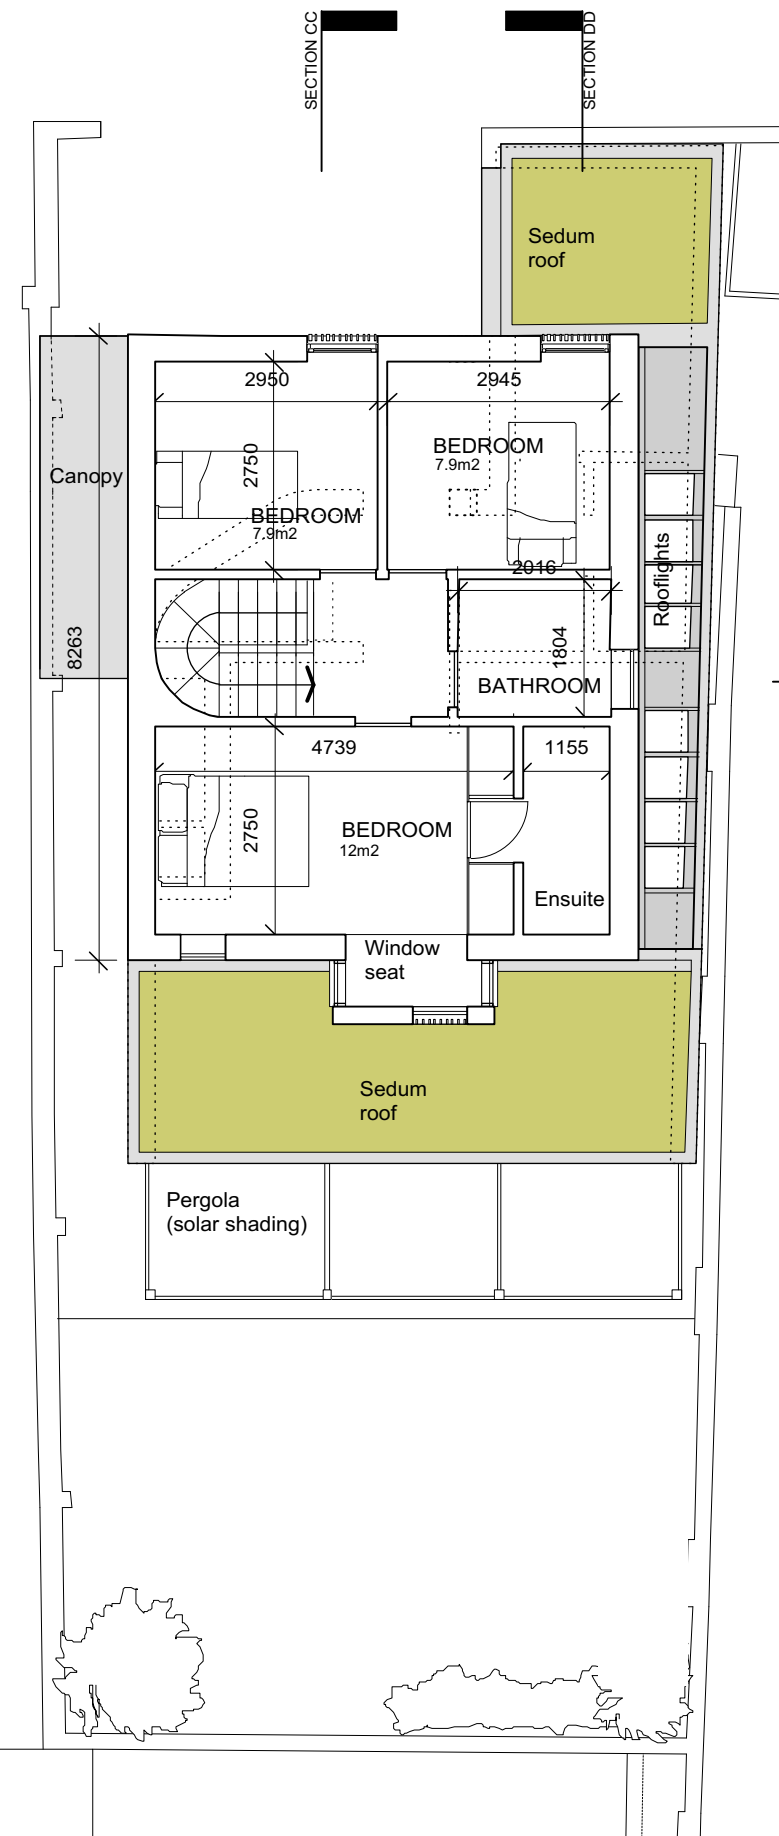 SECTION CC
SECTION DD
Sedum
roof
2950
2945
BEDROOM
7.9m2
2750
Canopy
BEDROOM
7.9m2
Rooflights
2016
8263
1804
BATHROOM
4739
1155
2750
BEDROOM
12m2
Ensuite
Window
seat
Sedum
roof
Pergola
(solar shading)